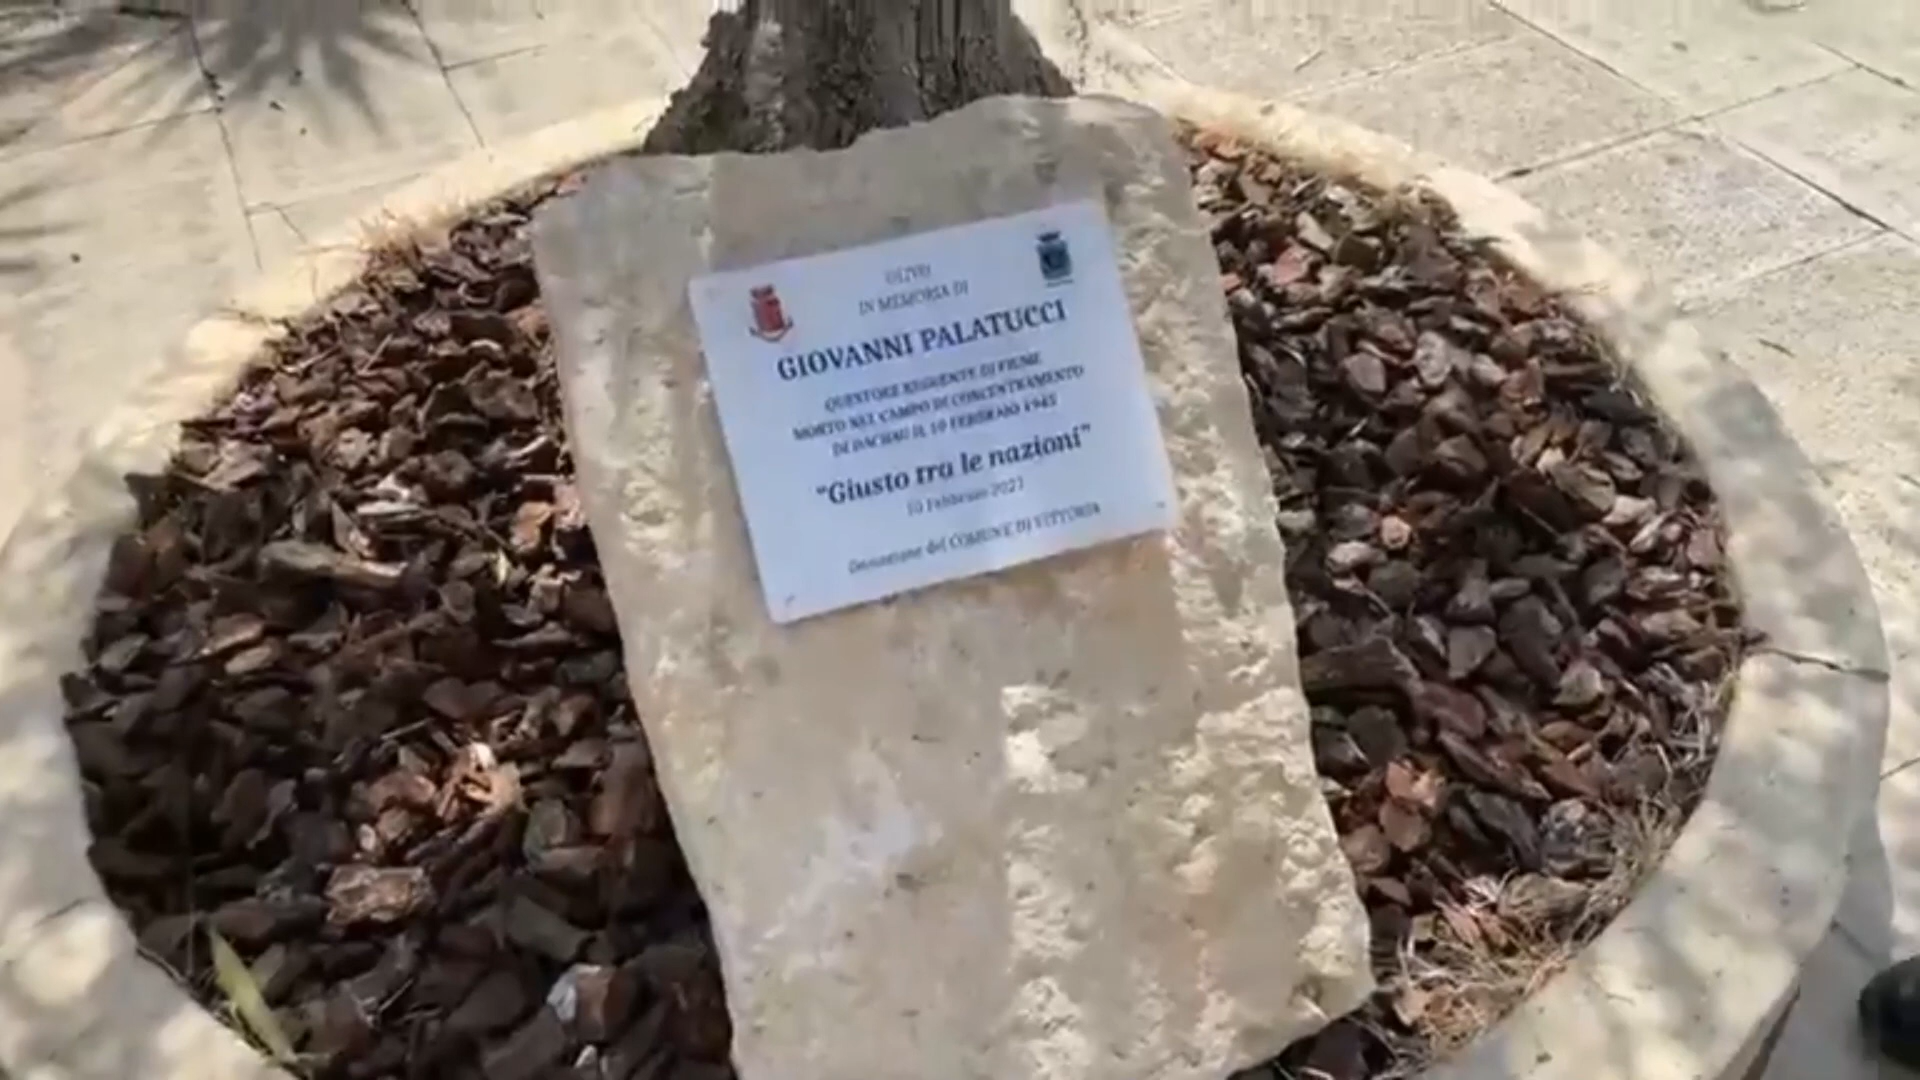 OLIVO
IN MEMORIA DI
GIOVANNI PALATUCCI
QUESTORE REGGENTE DI FIUME
MORTO NEL CAMPO DI CONCENTRAMENTO
DI DACHAU IL 10 FEBBRAIO 1945
"Giusto tra le nazioni"
10 Febbraio 2023
Donazione del COMUNE DI VITTORIA